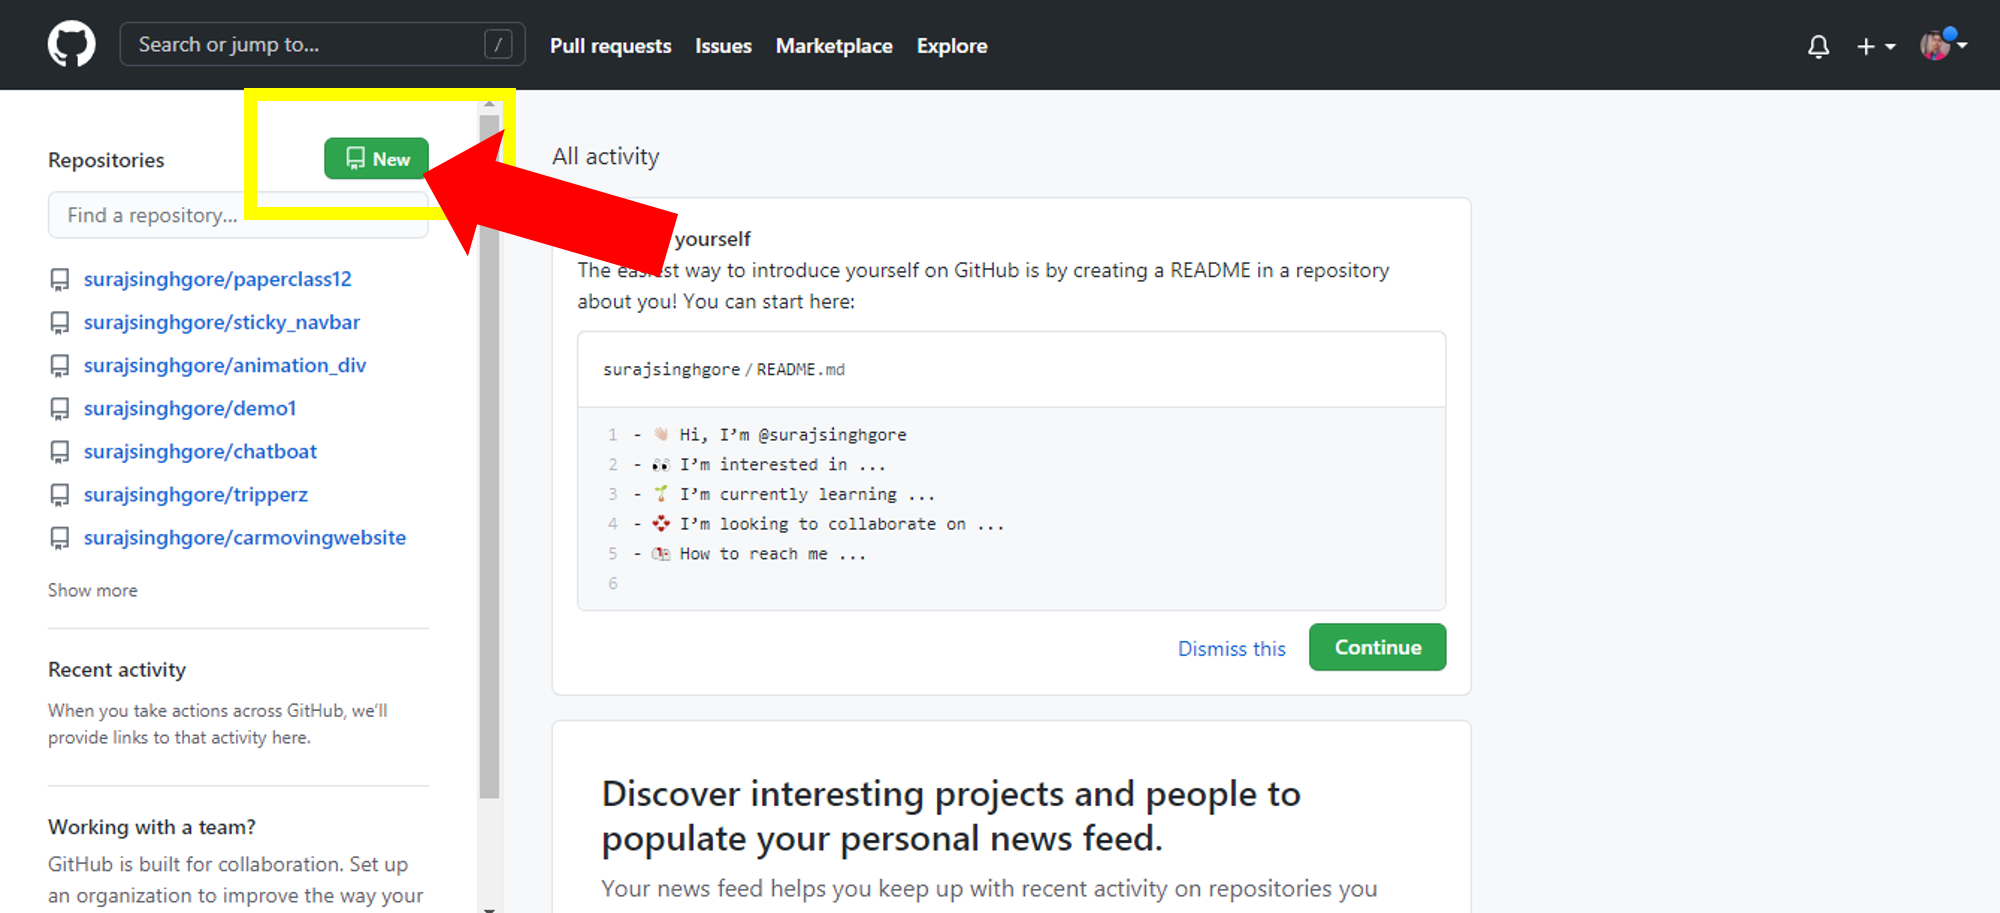 Search or jump to... /
Pull requests Issues Marketplace Explore
Repositories
New
Find a repository...
surajsinghgore/paperclass12
surajsinghgore/sticky_navbar
surajsinghgore/animation_div
surajsinghgore/demo1
surajsinghgore/chatboat
surajsinghgore/tripperz
surajsinghgore/carmovingwebsite
Show more
Recent activity
When you take actions across GitHub, we'll
provide links to that activity here.
Working with a team?
GitHub is built for collaboration. Set up
an organization to improve the way your
All activity
yourself
The easiest way to introduce yourself on GitHub is by creating a README in a repository
about you! You can start here:
surajsinghgore / README.md
1 - 👋 Hi, I’m @surajsinghgore
2 - 👀 I’m interested in ...
3 - 🌱 I’m currently learning ...
4 - 💞 I’m looking to collaborate on ...
5 - 📫 How to reach me ...
6
Dismiss this Continue
Discover interesting projects and people to
populate your personal news feed.
Your news feed helps you keep up with recent activity on repositories you